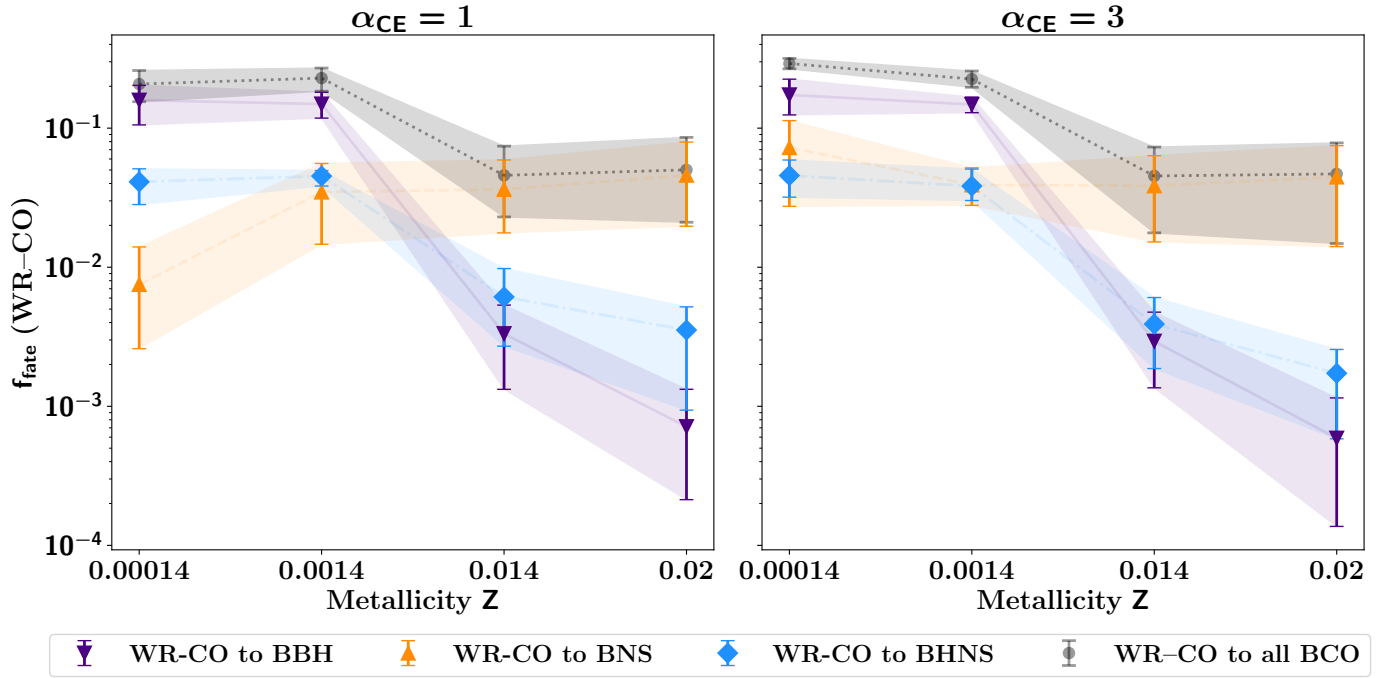 α_CE = 1
α_CE = 3
f_fate (WR–CO)
10⁻¹
10⁻²
10⁻³
10⁻⁴
0.00014 0.0014 0.014 0.02
0.00014 0.0014 0.014 0.02
Metallicity Z
Metallicity Z
WR-CO to BBH WR-CO to BNS WR-CO to BHNS WR–CO to all BCO